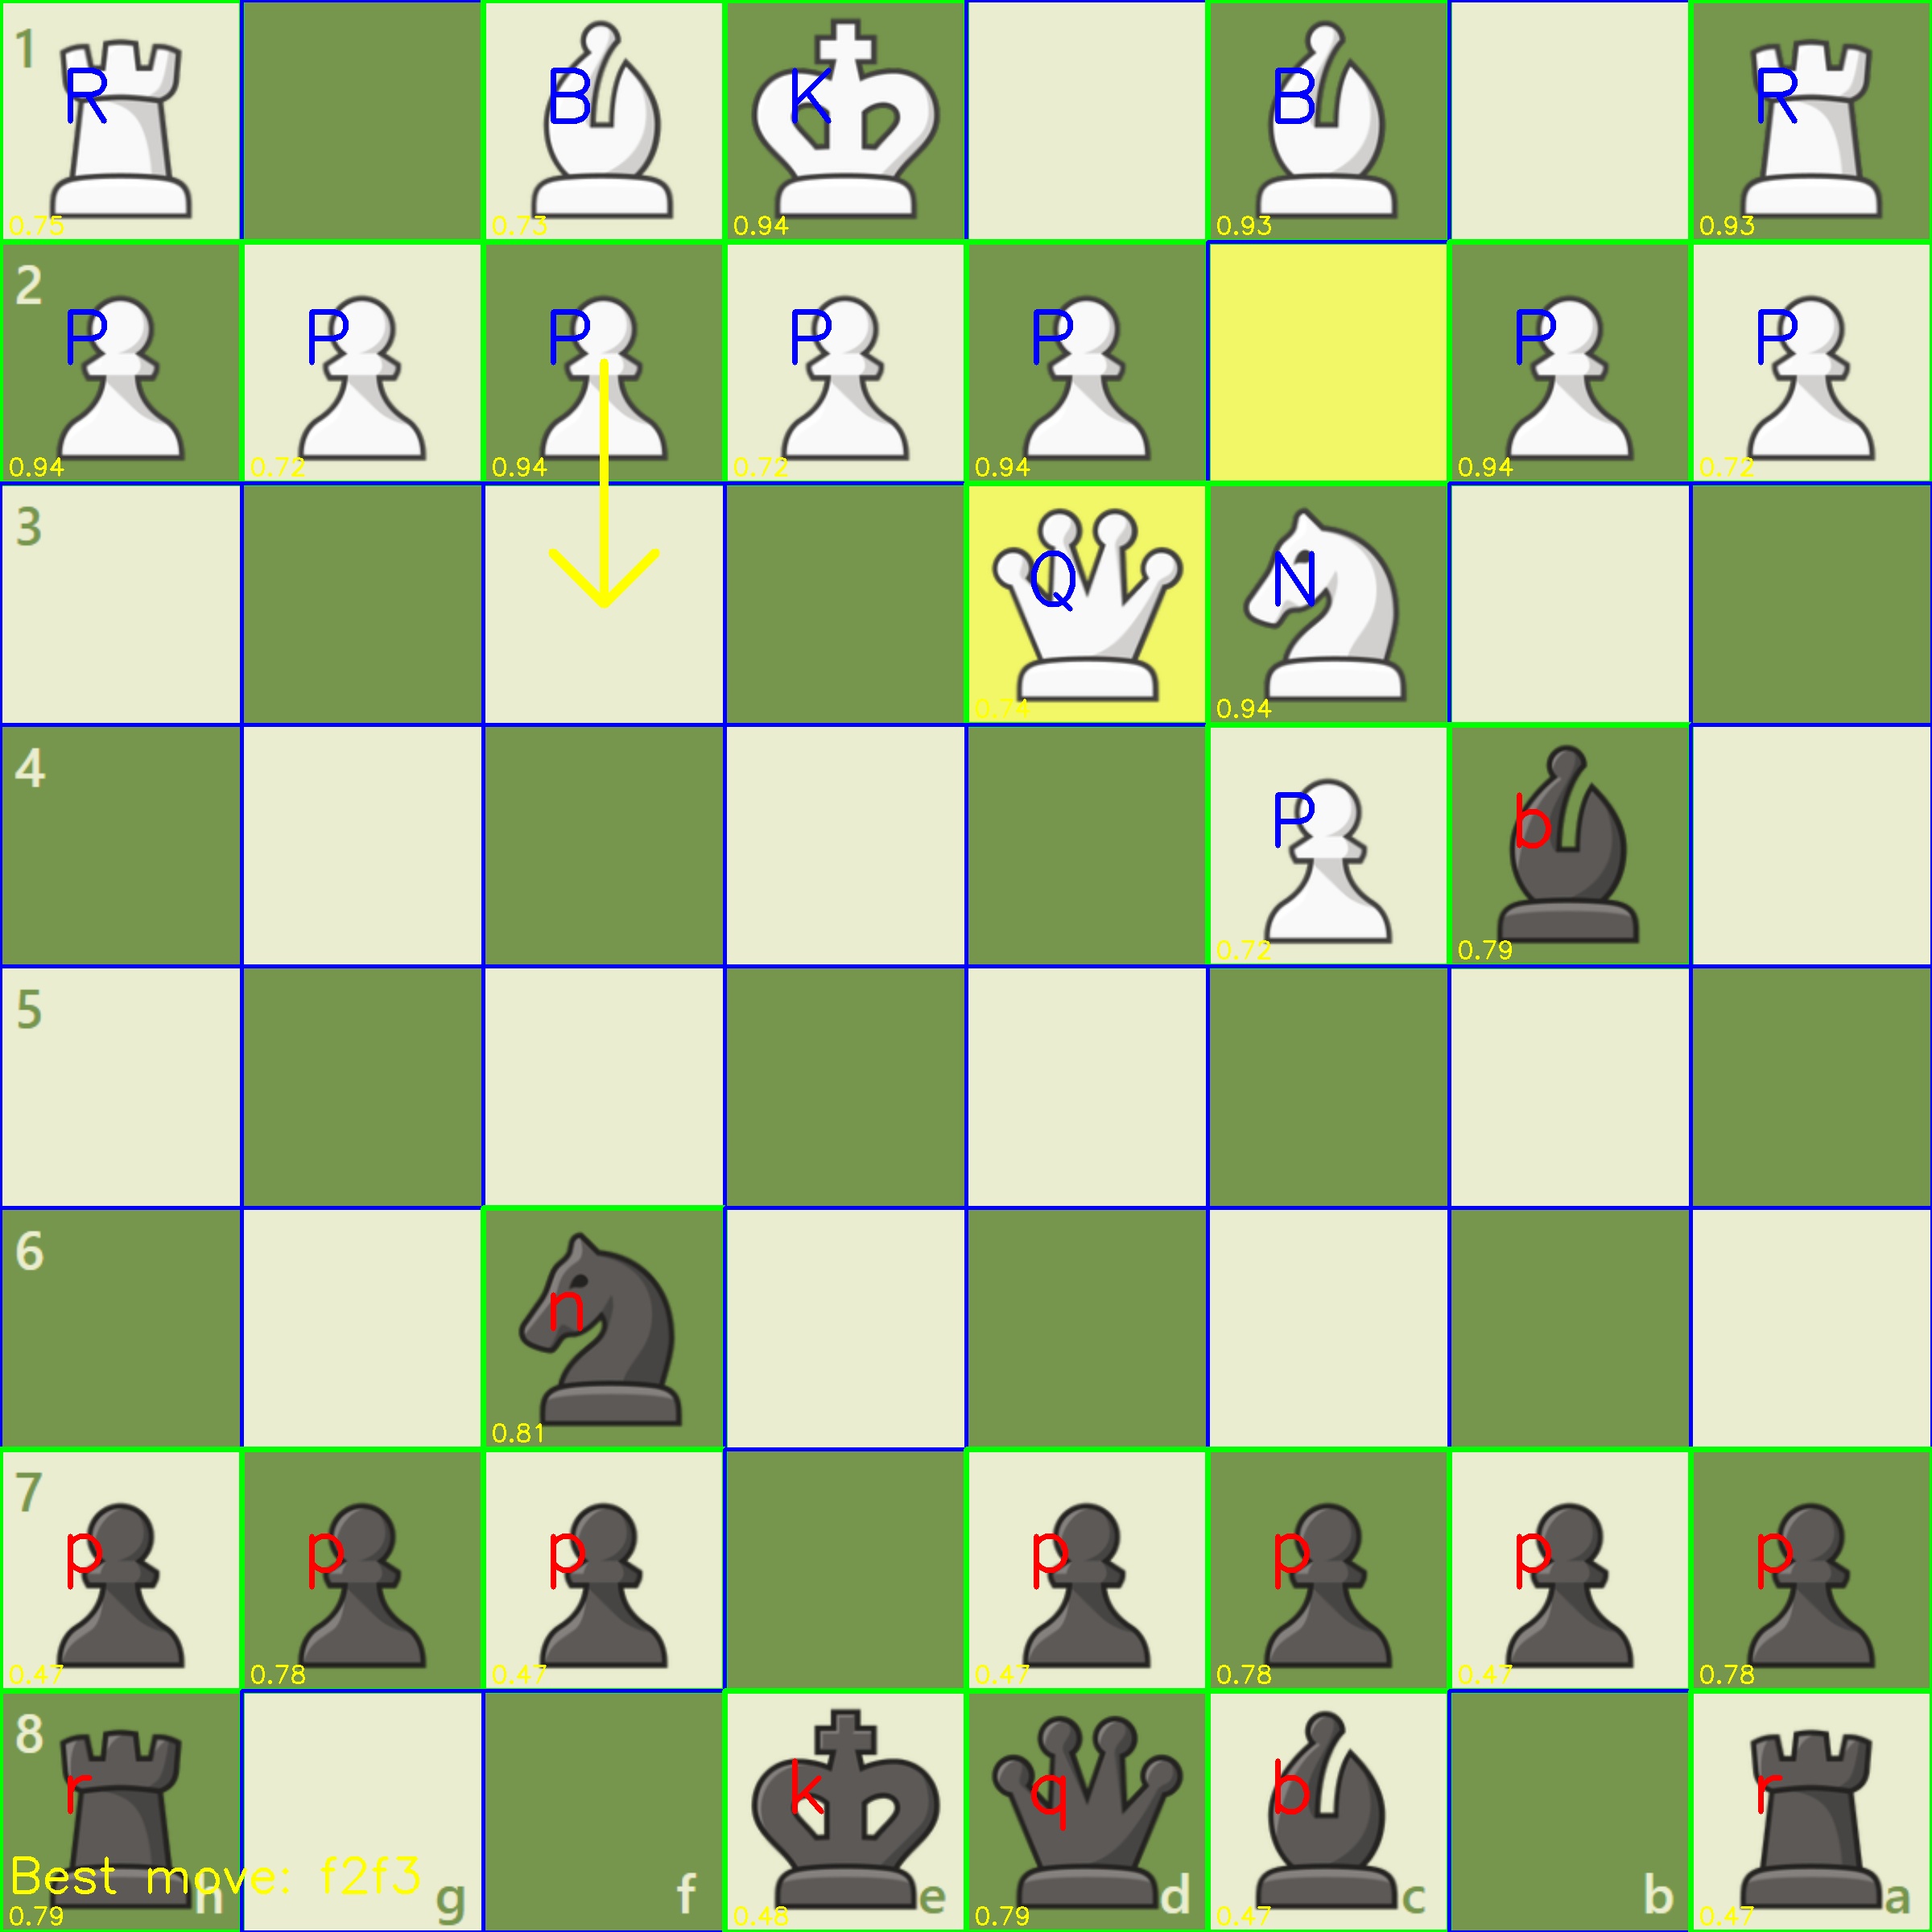 1 R B K B R
0.75 0.73 0.94 0.93 0.93
2 P P P P P P P
0.94 0.72 0.94 0.72 0.94 0.94 0.72
3 Q N
0.74 0.94
4 P b
0.72 0.79
5
6 n
0.81
7 p p p p p p p
0.47 0.78 0.47 0.47 0.78 0.47 0.78
8 r k q b r
Best move: f2f3
h g f e d c b a
0.79 0.48 0.79 0.47 0.47